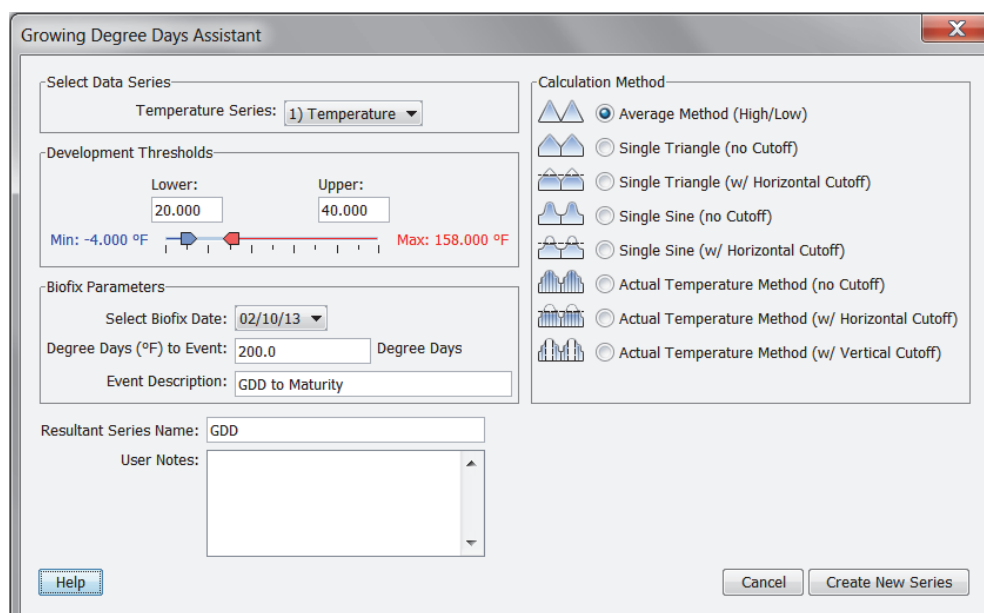 Growing Degree Days Assistant
Select Data Series
Temperature Series: 1) Temperature
Development Thresholds
Lower: Upper:
20.000 40.000
Min: -4.000 ºF Max: 158.000 ºF
Biofix Parameters
Select Biofix Date: 02/10/13
Degree Days (ºF) to Event: 200.0 Degree Days
Event Description: GDD to Maturity
Resultant Series Name: GDD
User Notes:
Calculation Method
Average Method (High/Low)
Single Triangle (no Cutoff)
Single Triangle (w/ Horizontal Cutoff)
Single Sine (no Cutoff)
Single Sine (w/ Horizontal Cutoff)
Actual Temperature Method (no Cutoff)
Actual Temperature Method (w/ Horizontal Cutoff)
Actual Temperature Method (w/ Vertical Cutoff)
Help Cancel Create New Series